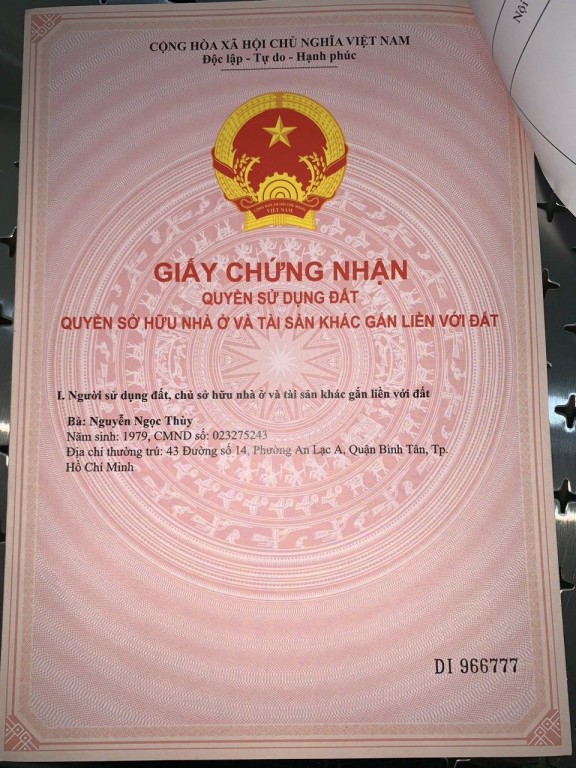 Nội
CỘNG HÒA XÃ HỘI CHỦ NGHĨA VIỆT NAM
Độc lập - Tự do - Hạnh phúc
VIỆT NAM
GIẤY CHỨNG NHẬN
QUYỀN SỬ DỤNG ĐẤT
QUYỀN SỞ HỮU NHÀ Ở VÀ TÀI SẢN KHÁC GẮN LIỀN VỚI ĐẤT
I. Người sử dụng đất, chủ sở hữu nhà ở và tài sản khác gắn liền với đất
Bà: Nguyễn Ngọc Thùy
Năm sinh: 1979, CMND số: 023275243
Địa chỉ thường trú: 43 Đường số 14, Phường An Lạc A, Quận Bình Tân, Tp.
Hồ Chí Minh
DI 966777